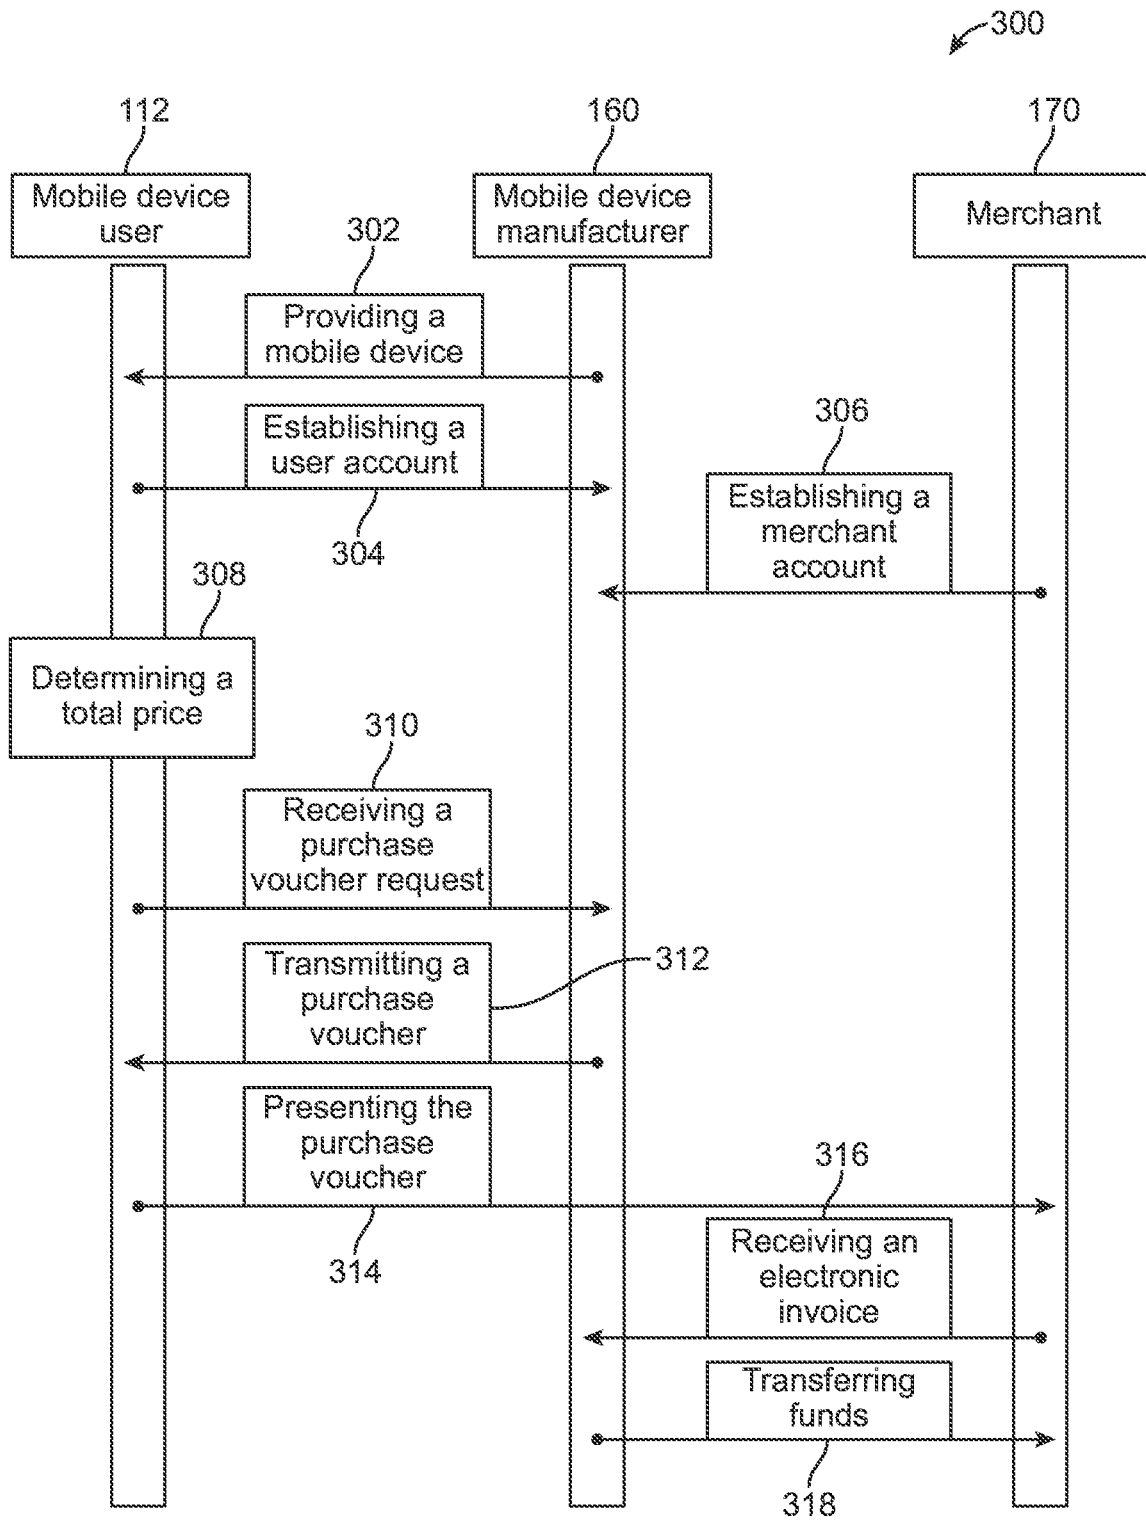 300
112
160
170
Mobile device
user
Mobile device
manufacturer
Merchant
302
Providing a
mobile device
Establishing a
user account
304
306
Establishing a
merchant
account
308
Determining a
total price
310
Receiving a
purchase
voucher request
Transmitting a
purchase
voucher
312
Presenting the
purchase
voucher
314
316
Receiving an
electronic
invoice
Transferring
funds
318